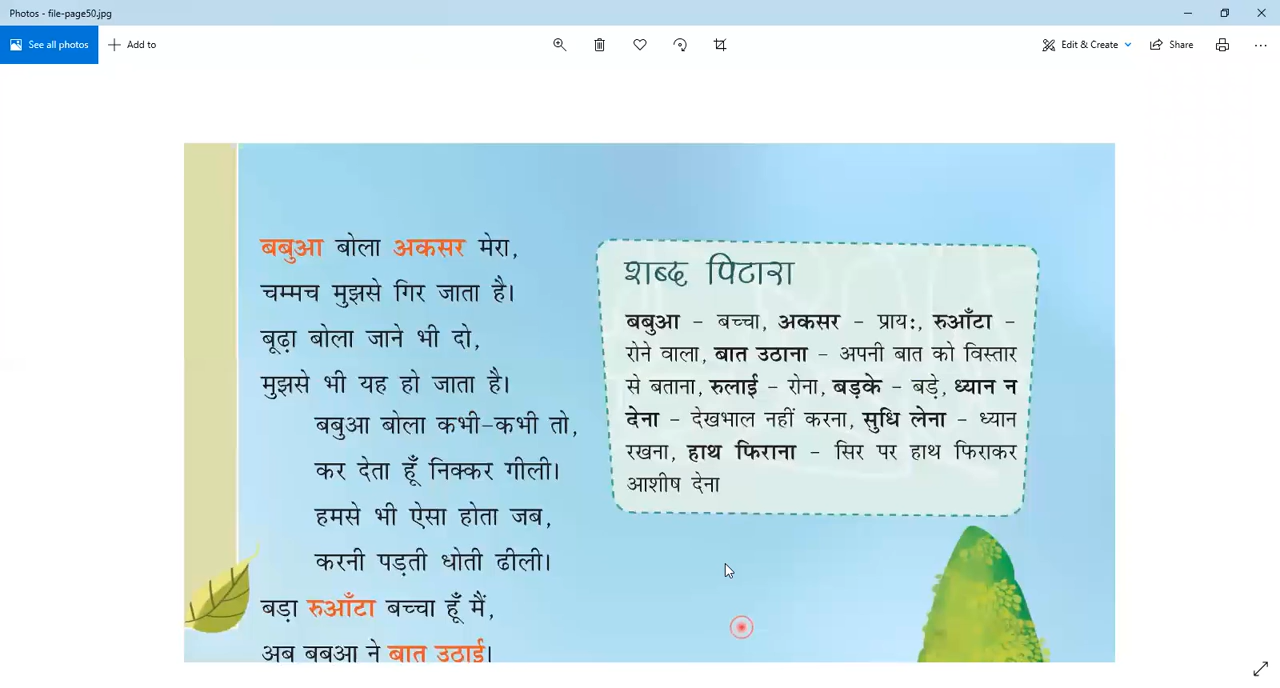 Photos - file-page50.jpg
See all photos
Add to
Edit & Create
Share
बबुआ बोला अकसर मेरा,
चम्मच मुझसे गिर जाता है।
बूढ़ा बोला जाने भी दो,
मुझसे भी यह हो जाता है।
बबुआ बोला कभी-कभी तो,
कर देता हूँ निक्कर गीली।
हमसे भी ऐसा होता जब,
करनी पड़ती धोती ढीली।
बड़ा रुआँटा बच्चा हूँ मैं,
अब बबुआ ने बात उठाई।
शब्द पिटारा
बबुआ – बच्चा, अकसर – प्राय:, रुआँटा –
रोने वाला, बात उठाना – अपनी बात को विस्तार
से बताना, रुलाई – रोना, बड़के – बड़े, ध्यान न
देना – देखभाल नहीं करना, सुधि लेना – ध्यान
रखना, हाथ फिराना – सिर पर हाथ फिराकर
आशीष देना